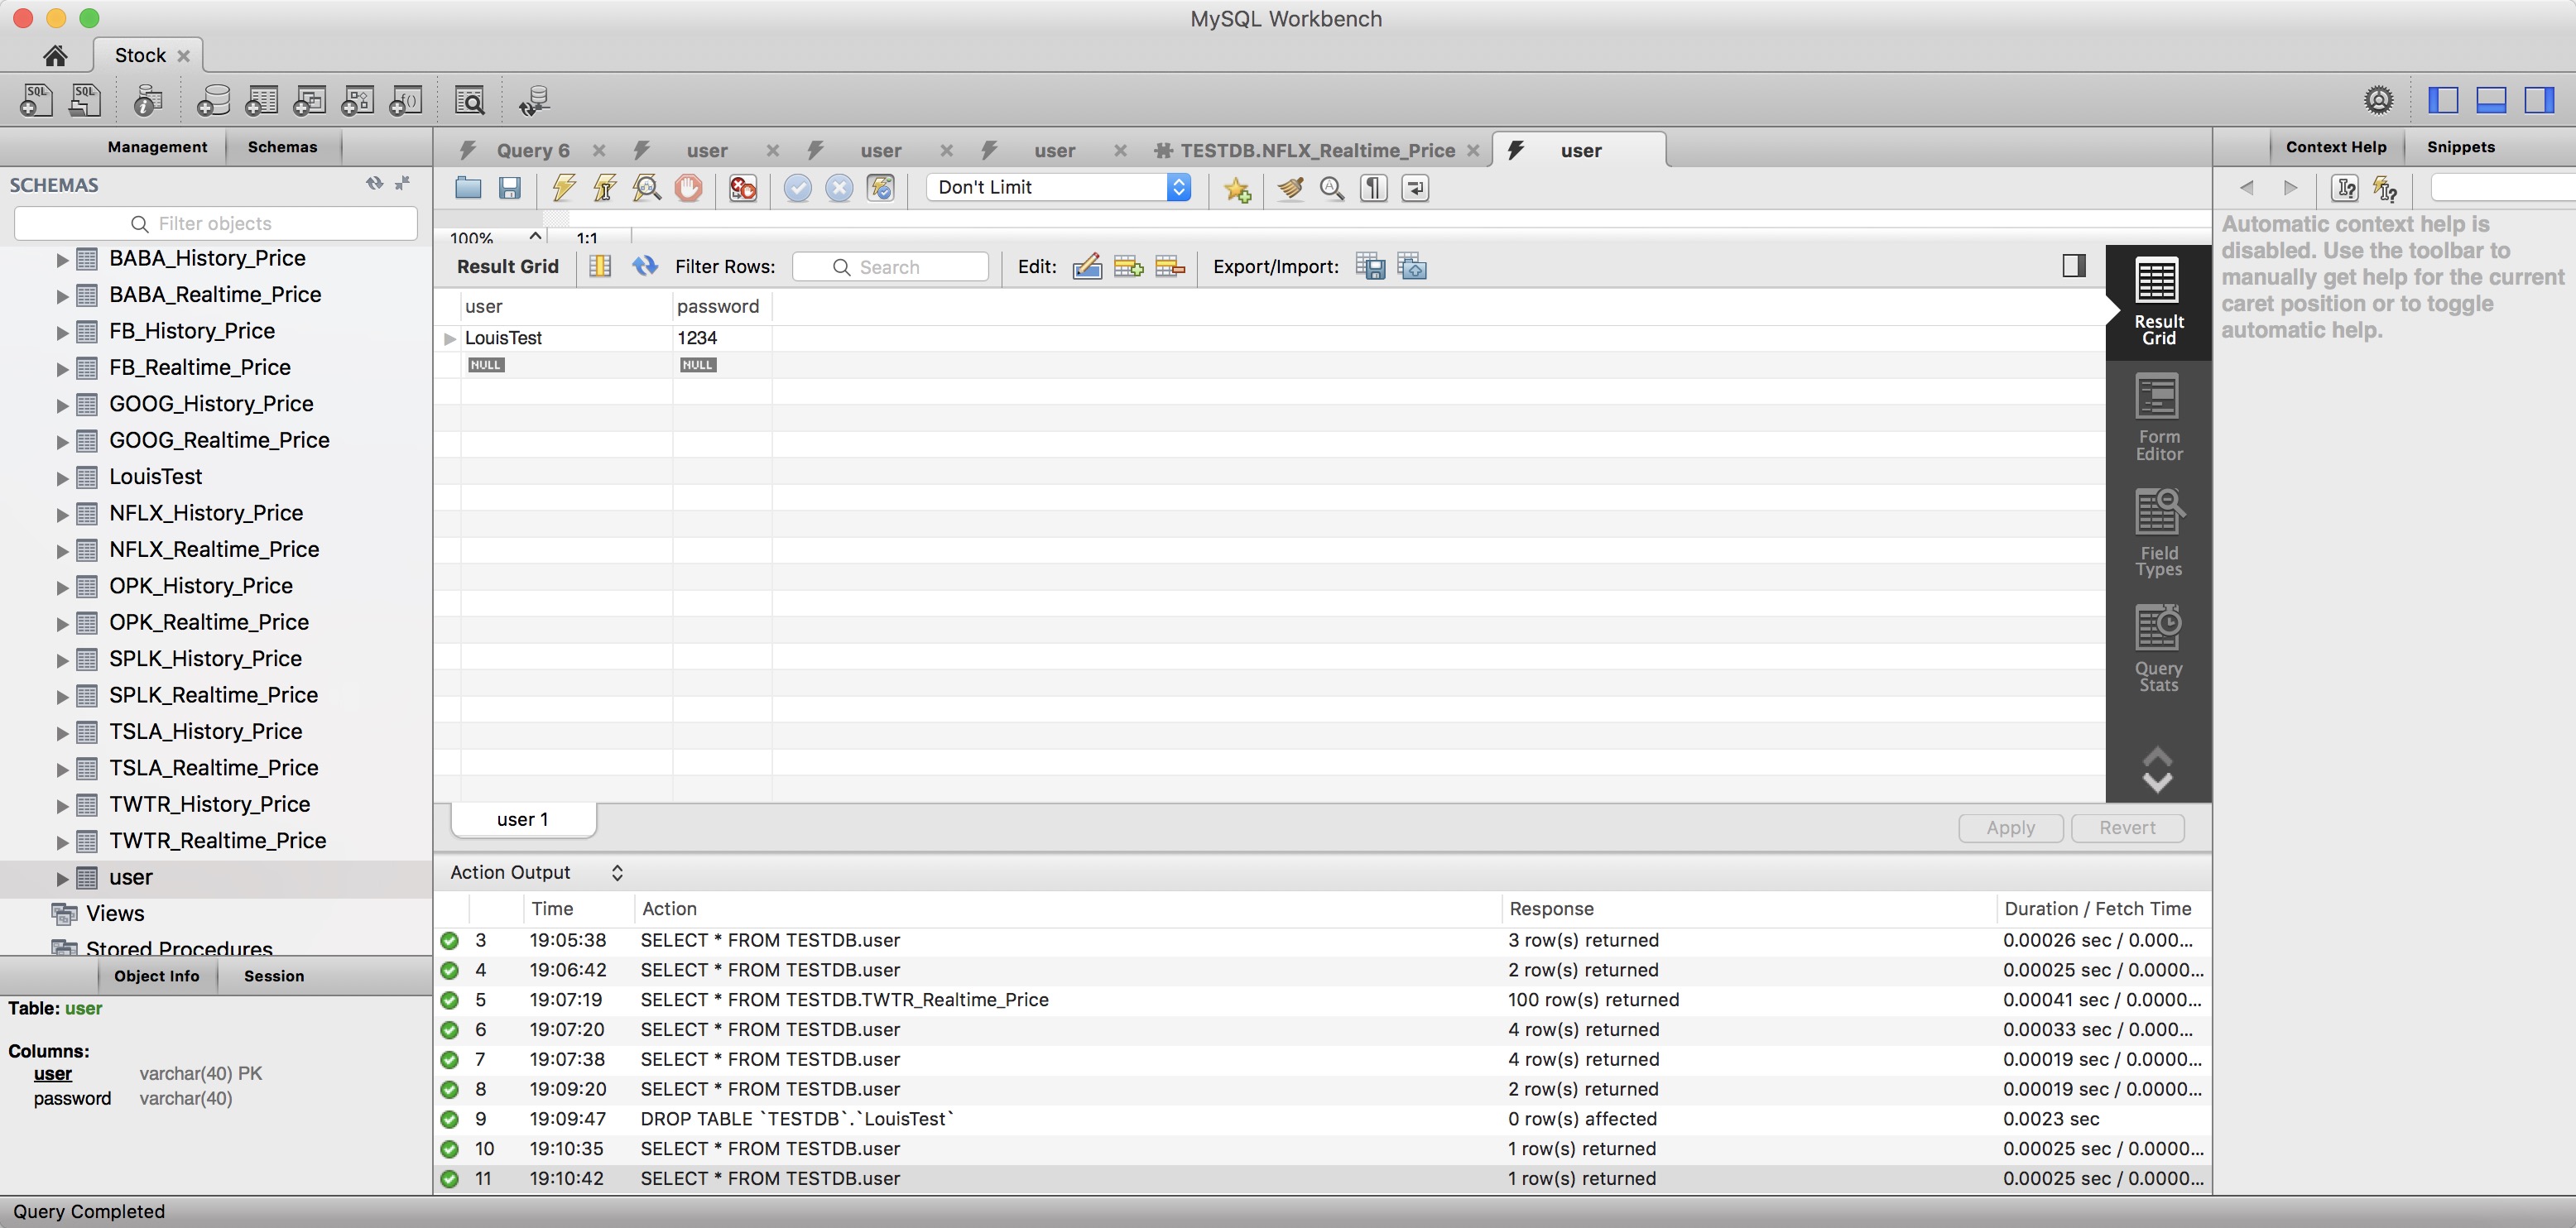 MySQL Workbench
Stock
SQL SQL
Management Schemas
Query 6 user user user TESTDB.NFLX_Realtime_Price user
Context Help Snippets
SCHEMAS
Don't Limit
Filter objects
100% 1:1
Automatic context help is
disabled. Use the toolbar to
manually get help for the current
caret position or to toggle
automatic help.
BABA_History_Price
BABA_Realtime_Price
FB_History_Price
FB_Realtime_Price
GOOG_History_Price
GOOG_Realtime_Price
LouisTest
NFLX_History_Price
NFLX_Realtime_Price
OPK_History_Price
OPK_Realtime_Price
SPLK_History_Price
SPLK_Realtime_Price
TSLA_History_Price
TSLA_Realtime_Price
TWTR_History_Price
TWTR_Realtime_Price
user
Views
Stored Procedures
Result Grid Filter Rows: Search Edit: Export/Import:
user password
LouisTest 1234
NULL NULL
Result
Grid
Form
Editor
Field
Types
Query
Stats
user 1
Apply Revert
Object Info Session
Table: user
Columns:
user varchar(40) PK
password varchar(40)
Action Output
Time Action Response Duration / Fetch Time
3 19:05:38 SELECT * FROM TESTDB.user 3 row(s) returned 0.00026 sec / 0.000...
4 19:06:42 SELECT * FROM TESTDB.user 2 row(s) returned 0.00025 sec / 0.0000...
5 19:07:19 SELECT * FROM TESTDB.TWTR_Realtime_Price 100 row(s) returned 0.00041 sec / 0.0000...
6 19:07:20 SELECT * FROM TESTDB.user 4 row(s) returned 0.00033 sec / 0.000...
7 19:07:38 SELECT * FROM TESTDB.user 4 row(s) returned 0.00019 sec / 0.0000...
8 19:09:20 SELECT * FROM TESTDB.user 2 row(s) returned 0.00019 sec / 0.0000...
9 19:09:47 DROP TABLE `TESTDB`.`LouisTest` 0 row(s) affected 0.0023 sec
10 19:10:35 SELECT * FROM TESTDB.user 1 row(s) returned 0.00025 sec / 0.0000...
11 19:10:42 SELECT * FROM TESTDB.user 1 row(s) returned 0.00025 sec / 0.0000...
Query Completed